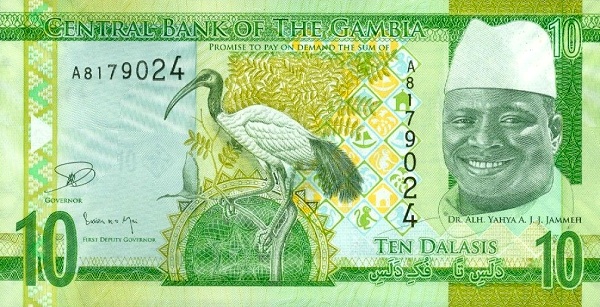 CENTRAL BANK OF THE GAMBIA
10
PROMISE TO PAY ON DEMAND THE SUM OF
A8179024
A8179024
GOVERNOR
FIRST DEPUTY GOVERNOR
DR. ALH. YAHYA A. J. J. JAMMEH
10
TEN DALASIS
10